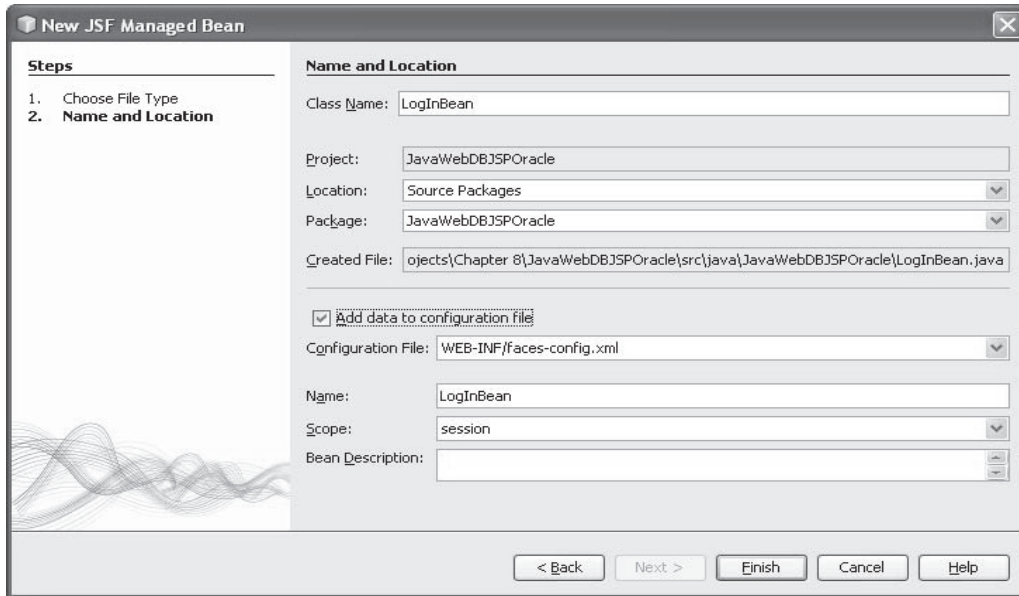 New JSF Managed Bean
Steps
1. Choose File Type
2. Name and Location
Name and Location
Class Name: LogInBean
Project: JavaWebDBJSPOracle
Location: Source Packages
Package: JavaWebDBJSPOracle
Created File: ojects\Chapter 8\JavaWebDBJSPOracle\src\java\JavaWebDBJSPOracle\LogInBean.java
Add data to configuration file
Configuration File: WEB-INF/faces-config.xml
Name: LogInBean
Scope: session
Bean Description:
< Back Next > Finish Cancel Help